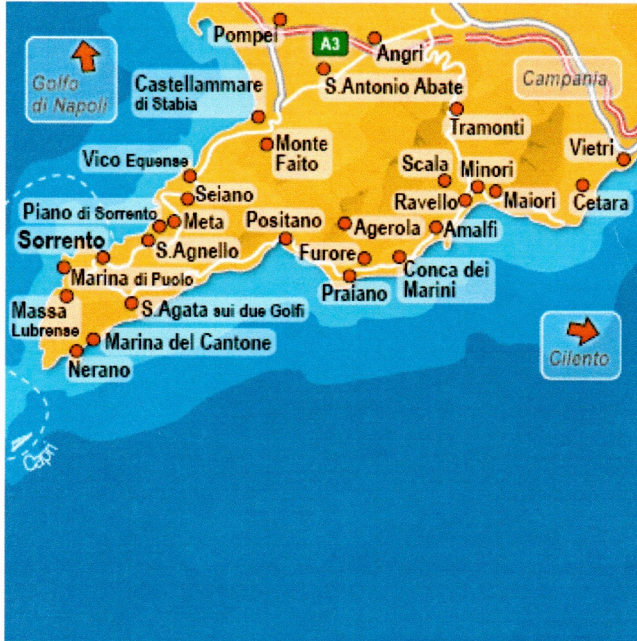 Pompei
A3
Angri
Golfo
di Napoli
Castellammare
di Stabia
S.Antonio Abate
Campania
Tramonti
Monte
Faito
Vietri
Vico Equense
Scala
Minori
Seiano
Ravello
Maiori
Cetara
Piano di Sorrento
Meta
Positano
Agerola
Amalfi
Sorrento
S.Agnello
Furore
Conca dei
Marini
Marina di Puolo
Praiano
Massa
Lubrense
S.Agata sui due Golfi
Marina del Cantone
Nerano
Cilento
Capri